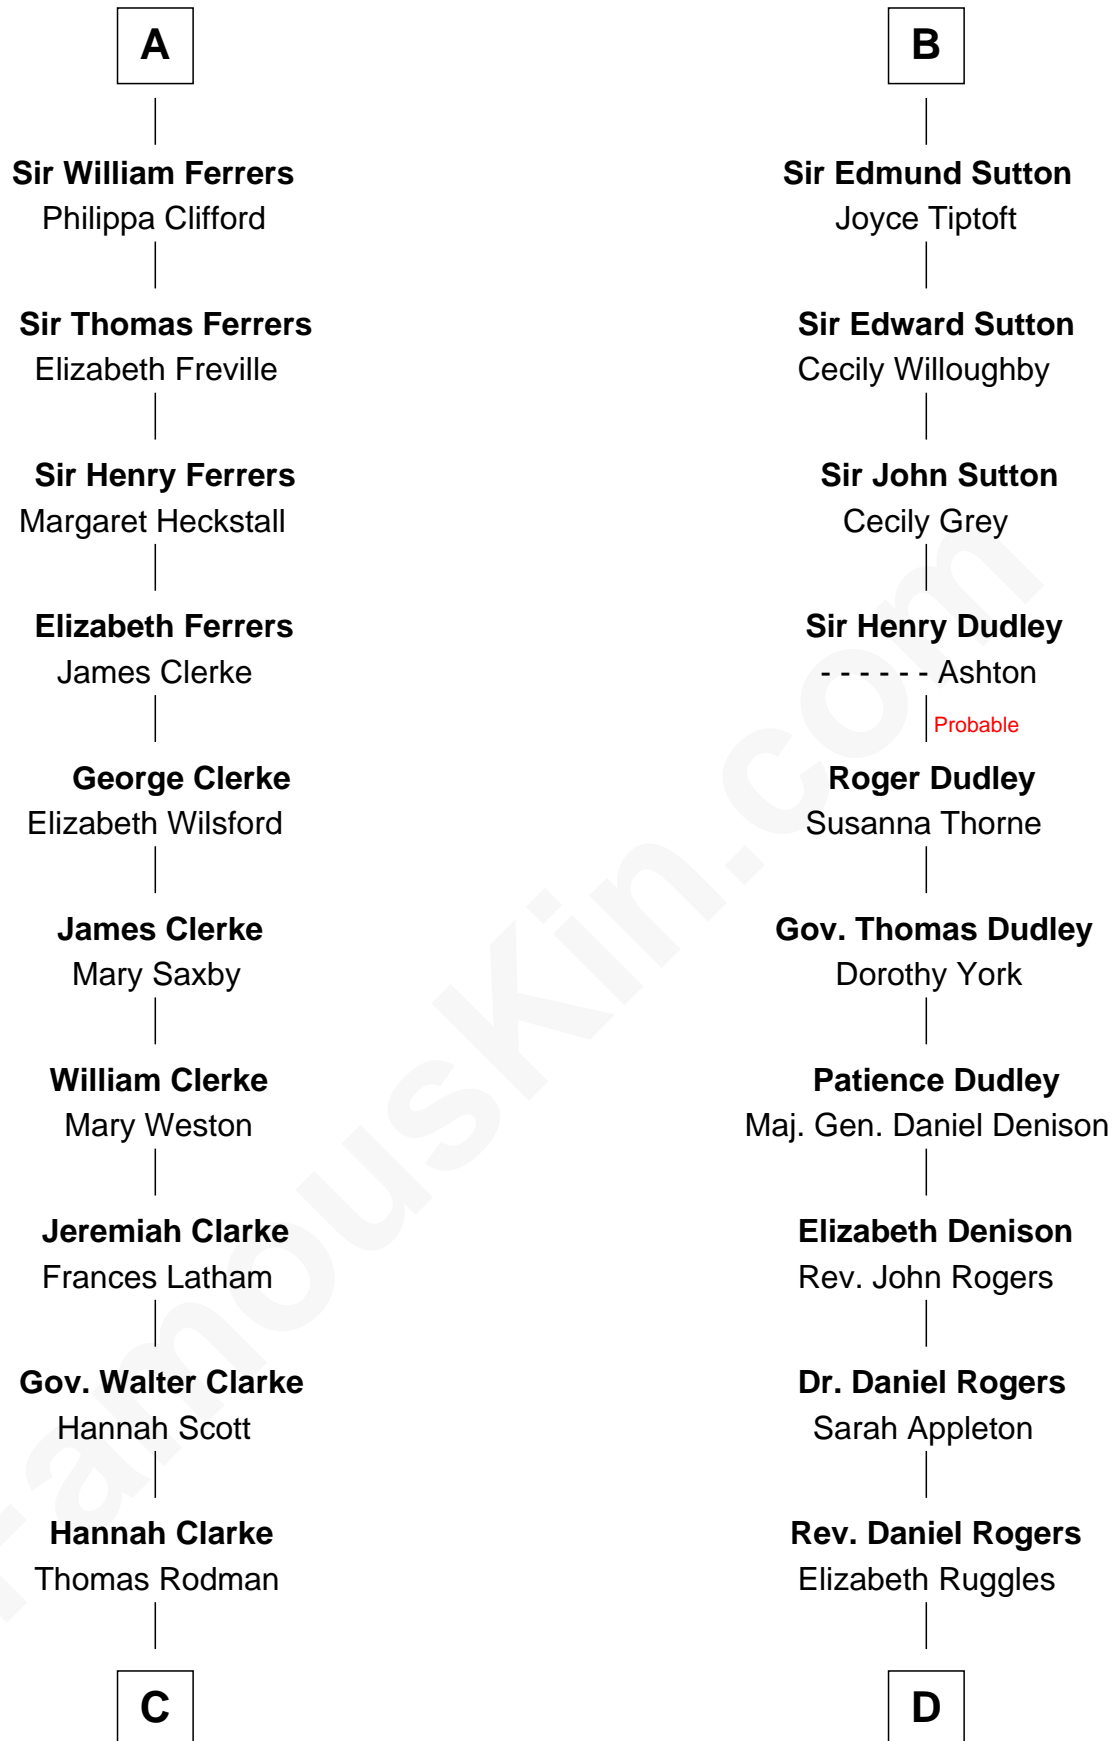 A
Sir William Ferrers
Philippa Clifford
Sir Thomas Ferrers
Elizabeth Freville
Sir Henry Ferrers
Margaret Heckstall
Elizabeth Ferrers
James Clerke
George Clerke
Elizabeth Wilsford
James Clerke
Mary Saxby
William Clerke
Mary Weston
Jeremiah Clarke
Frances Latham
Gov. Walter Clarke
Hannah Scott
Hannah Clarke
Thomas Rodman
C
B
Sir Edmund Sutton
Joyce Tiptoft
Sir Edward Sutton
Cecily Willoughby
Sir John Sutton
Cecily Grey
Sir Henry Dudley
- - - - - - Ashton
Probable
Roger Dudley
Susanna Thorne
Gov. Thomas Dudley
Dorothy York
Patience Dudley
Maj. Gen. Daniel Denison
Elizabeth Denison
Rev. John Rogers
Dr. Daniel Rogers
Sarah Appleton
Rev. Daniel Rogers
Elizabeth Ruggles
D
FamousKin.com